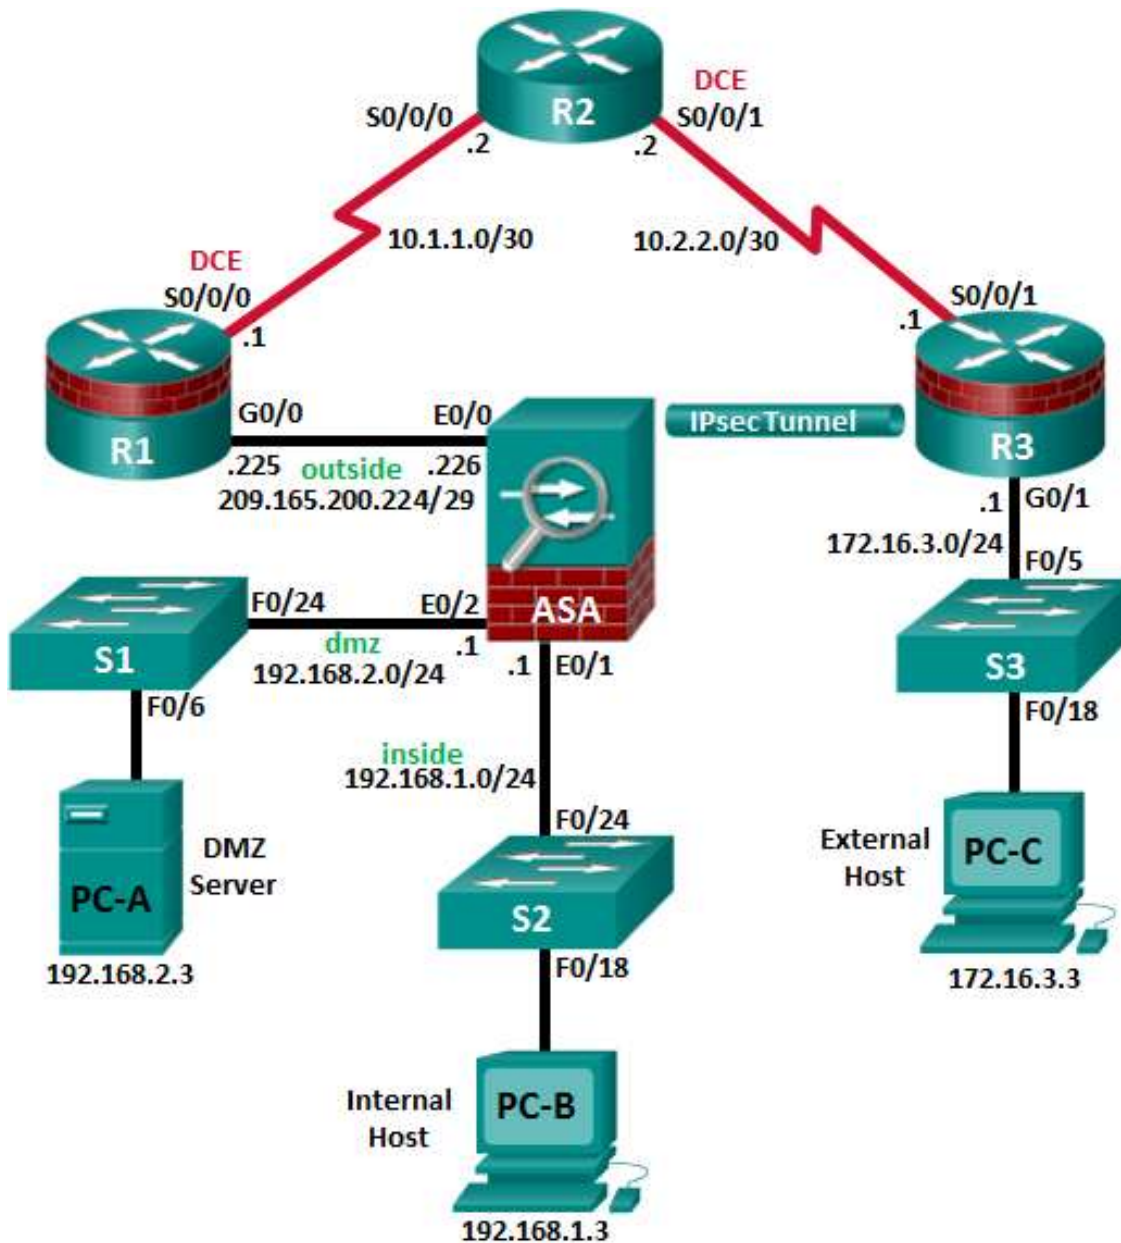 R2
DCE
S0/0/0
S0/0/1
.2
.2
10.1.1.0/30
10.2.2.0/30
DCE
S0/0/0
.1
S0/0/1
.1
R1
G0/0
E0/0
.225
outside
.226
209.165.200.224/29
IPsec Tunnel
R3
.1
G0/1
172.16.3.0/24
F0/5
ASA
S1
F0/24
E0/2
dmz
.1
192.168.2.0/24
.1
E0/1
S3
F0/6
F0/18
inside
192.168.1.0/24
F0/24
PC-A
DMZ
Server
192.168.2.3
External
Host
PC-C
172.16.3.3
S2
F0/18
Internal
Host
PC-B
192.168.1.3